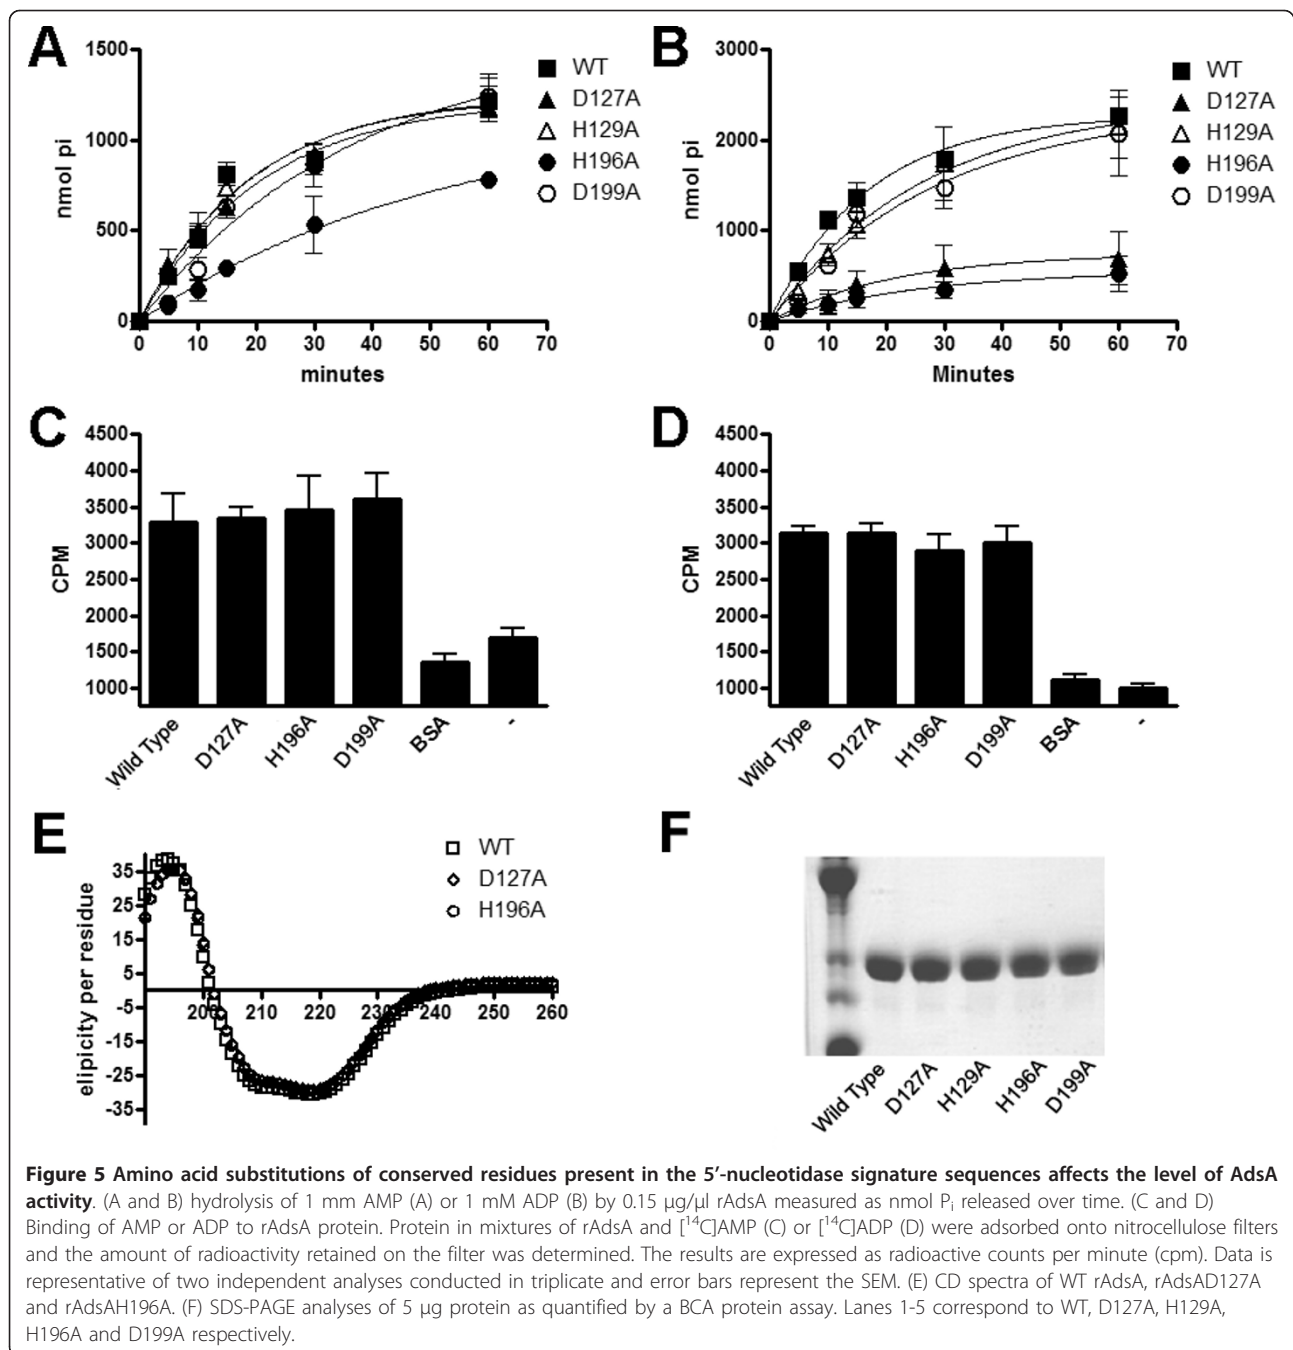 A
1500
1000
500
0
nmol pi
0 10 20 30 40 50 60 70
minutes
WT
D127A
H129A
H196A
D199A
B
3000
2000
1000
0
nmol pi
0 10 20 30 40 50 60 70
Minutes
WT
D127A
H129A
H196A
D199A
C
4500
4000
3500
3000
2500
2000
1500
1000
CPM
Wild Type
D127A
H196A
D199A
BSA
-
D
4500
4000
3500
3000
2500
2000
1500
1000
CPM
Wild Type
D127A
H196A
D199A
BSA
-
E
35
25
15
5
-5
-15
-25
-35
elipicity per residue
200 210 220 230 240 250 260
WT
D127A
H196A
F
Wild Type
D127A
H129A
H196A
D199A
Figure 5 Amino acid substitutions of conserved residues present in the 5′-nucleotidase signature sequences affects the level of AdsA
activity. (A and B) hydrolysis of 1 mm AMP (A) or 1 mM ADP (B) by 0.15 μg/μl rAdsA measured as nmol Pi released over time. (C and D)
Binding of AMP or ADP to rAdsA protein. Protein in mixtures of rAdsA and [14C]AMP (C) or [14C]ADP (D) were adsorbed onto nitrocellulose filters
and the amount of radioactivity retained on the filter was determined. The results are expressed as radioactive counts per minute (cpm). Data is
representative of two independent analyses conducted in triplicate and error bars represent the SEM. (E) CD spectra of WT rAdsA, rAdsAD127A
and rAdsAH196A. (F) SDS-PAGE analyses of 5 μg protein as quantified by a BCA protein assay. Lanes 1-5 correspond to WT, D127A, H129A,
H196A and D199A respectively.